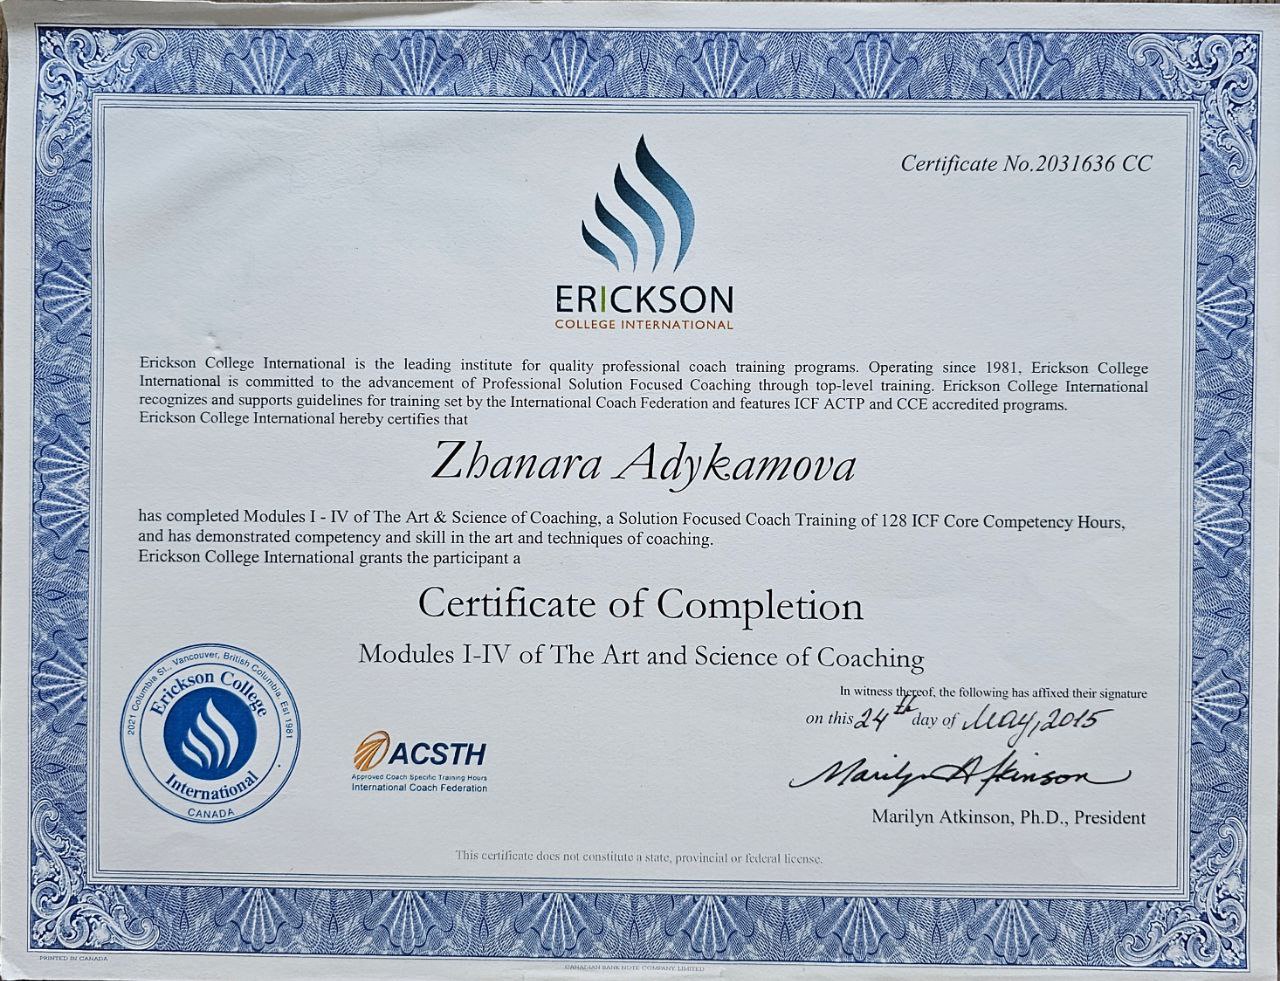 Certificate No.2031636 CC
ERICKSON
COLLEGE INTERNATIONAL
Erickson College International is the leading institute for quality professional coach training programs. Operating since 1981, Erickson College
International is committed to the advancement of Professional Solution Focused Coaching through top-level training. Erickson College International
recognizes and supports guidelines for training set by the International Coach Federation and features ICF ACTP and CCE accredited programs.
Erickson College International hereby certifies that
Zhanara Adykamova
has completed Modules I - IV of The Art & Science of Coaching, a Solution Focused Coach Training of 128 ICF Core Competency Hours,
and has demonstrated competency and skill in the art and techniques of coaching.
Erickson College International grants the participant a
Certificate of Completion
Modules I-IV of The Art and Science of Coaching
In witness thereof, the following has affixed their signature
on this 24th day of May, 2015
Marilyn Atkinson
Marilyn Atkinson, Ph.D., President
2021 Columbia St., Vancouver, British Columbia, Est 1981
Erickson College
International
CANADA
ACSTH
Approved Coach Specific Training Hours
International Coach Federation
This certificate does not constitute a state, provincial or federal license.
PRINTED IN CANADA
CANADIAN BANK NOTE COMPANY, LIMITED